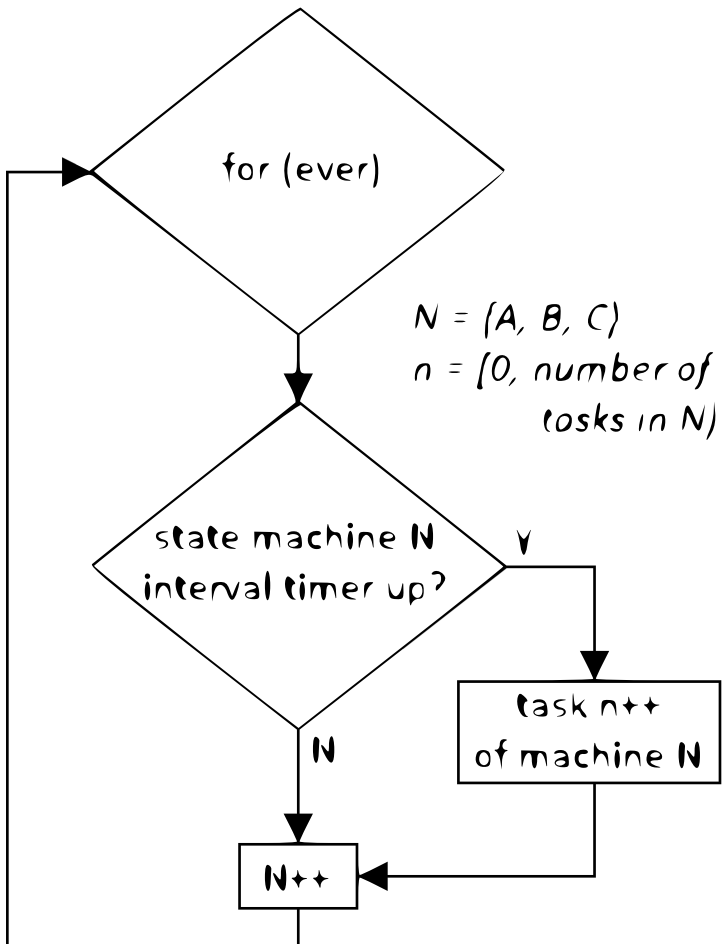 for (ever)
N = {A, B, C}
n = [0, number of
tasks in N)
state machine N
interval timer up?
Y
task n++
of machine N
N
N++